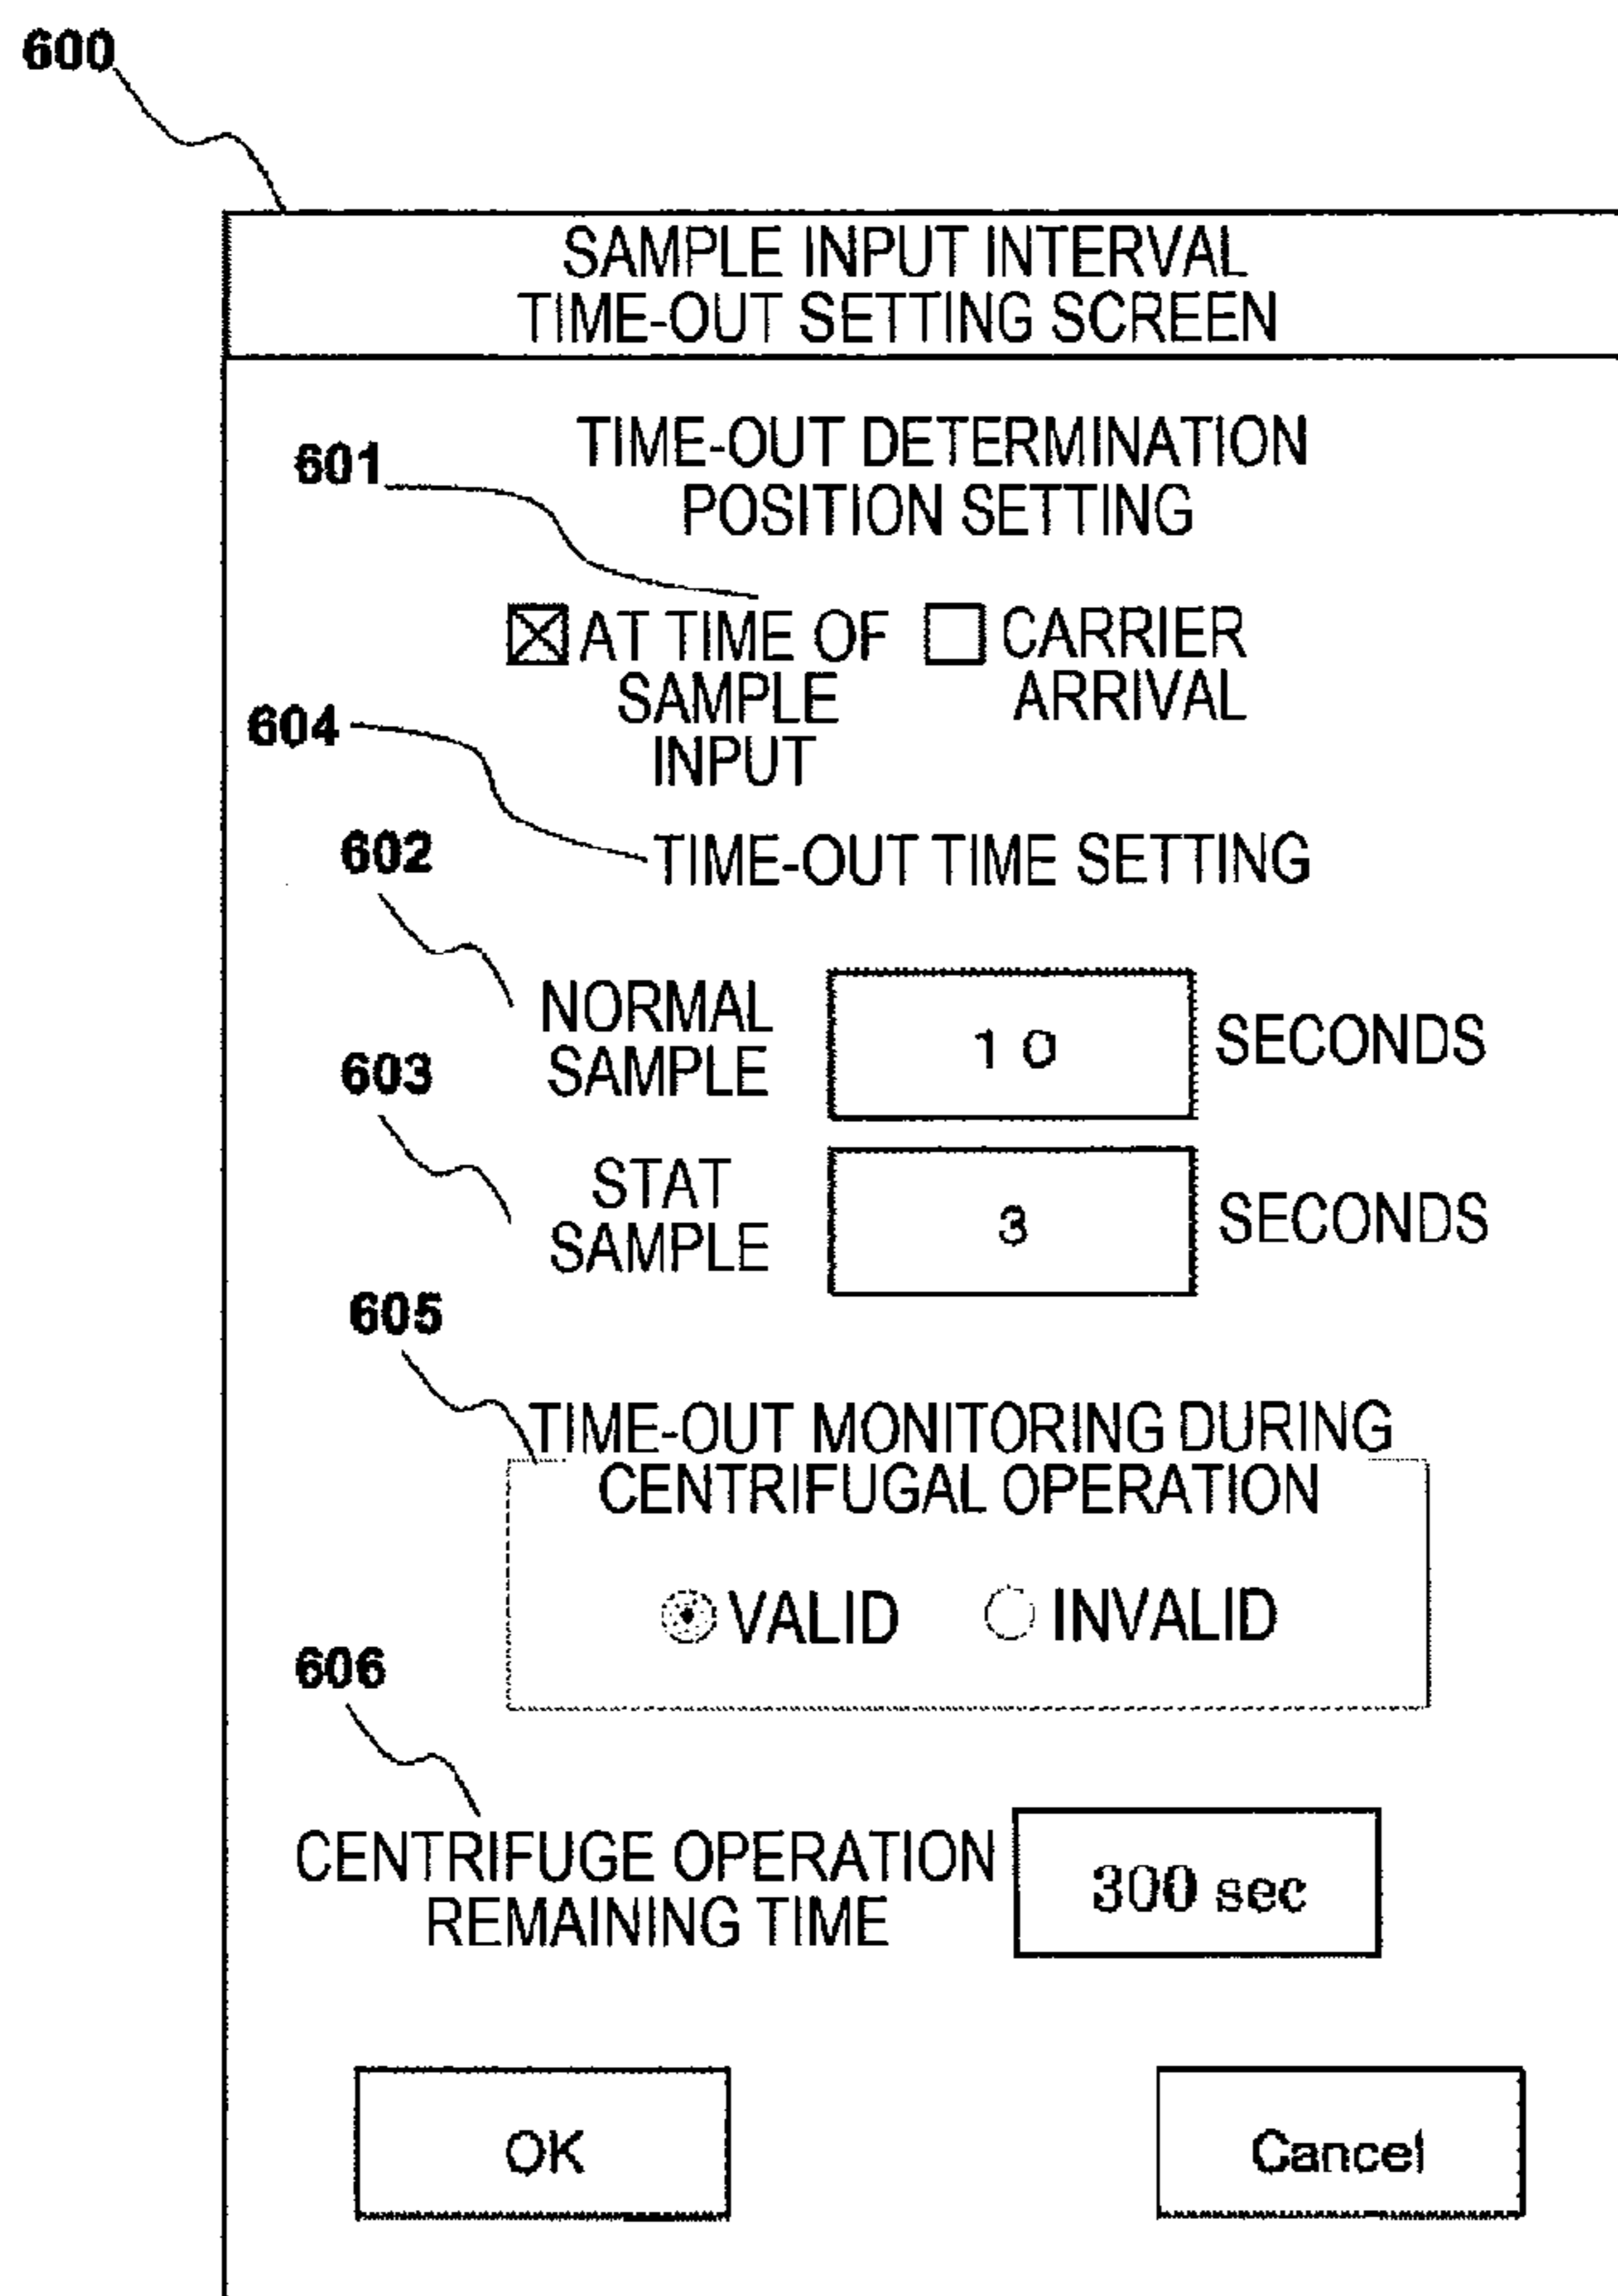 600
SAMPLE INPUT INTERVAL
TIME-OUT SETTING SCREEN
601
TIME-OUT DETERMINATION
POSITION SETTING
AT TIME OF
SAMPLE
INPUT
CARRIER
ARRIVAL
604
TIME-OUT TIME SETTING
602
NORMAL
SAMPLE
10
SECONDS
603
STAT
SAMPLE
3
SECONDS
605
TIME-OUT MONITORING DURING
CENTRIFUGAL OPERATION
VALID
INVALID
606
CENTRIFUGE OPERATION
REMAINING TIME
300 sec
OK
Cancel